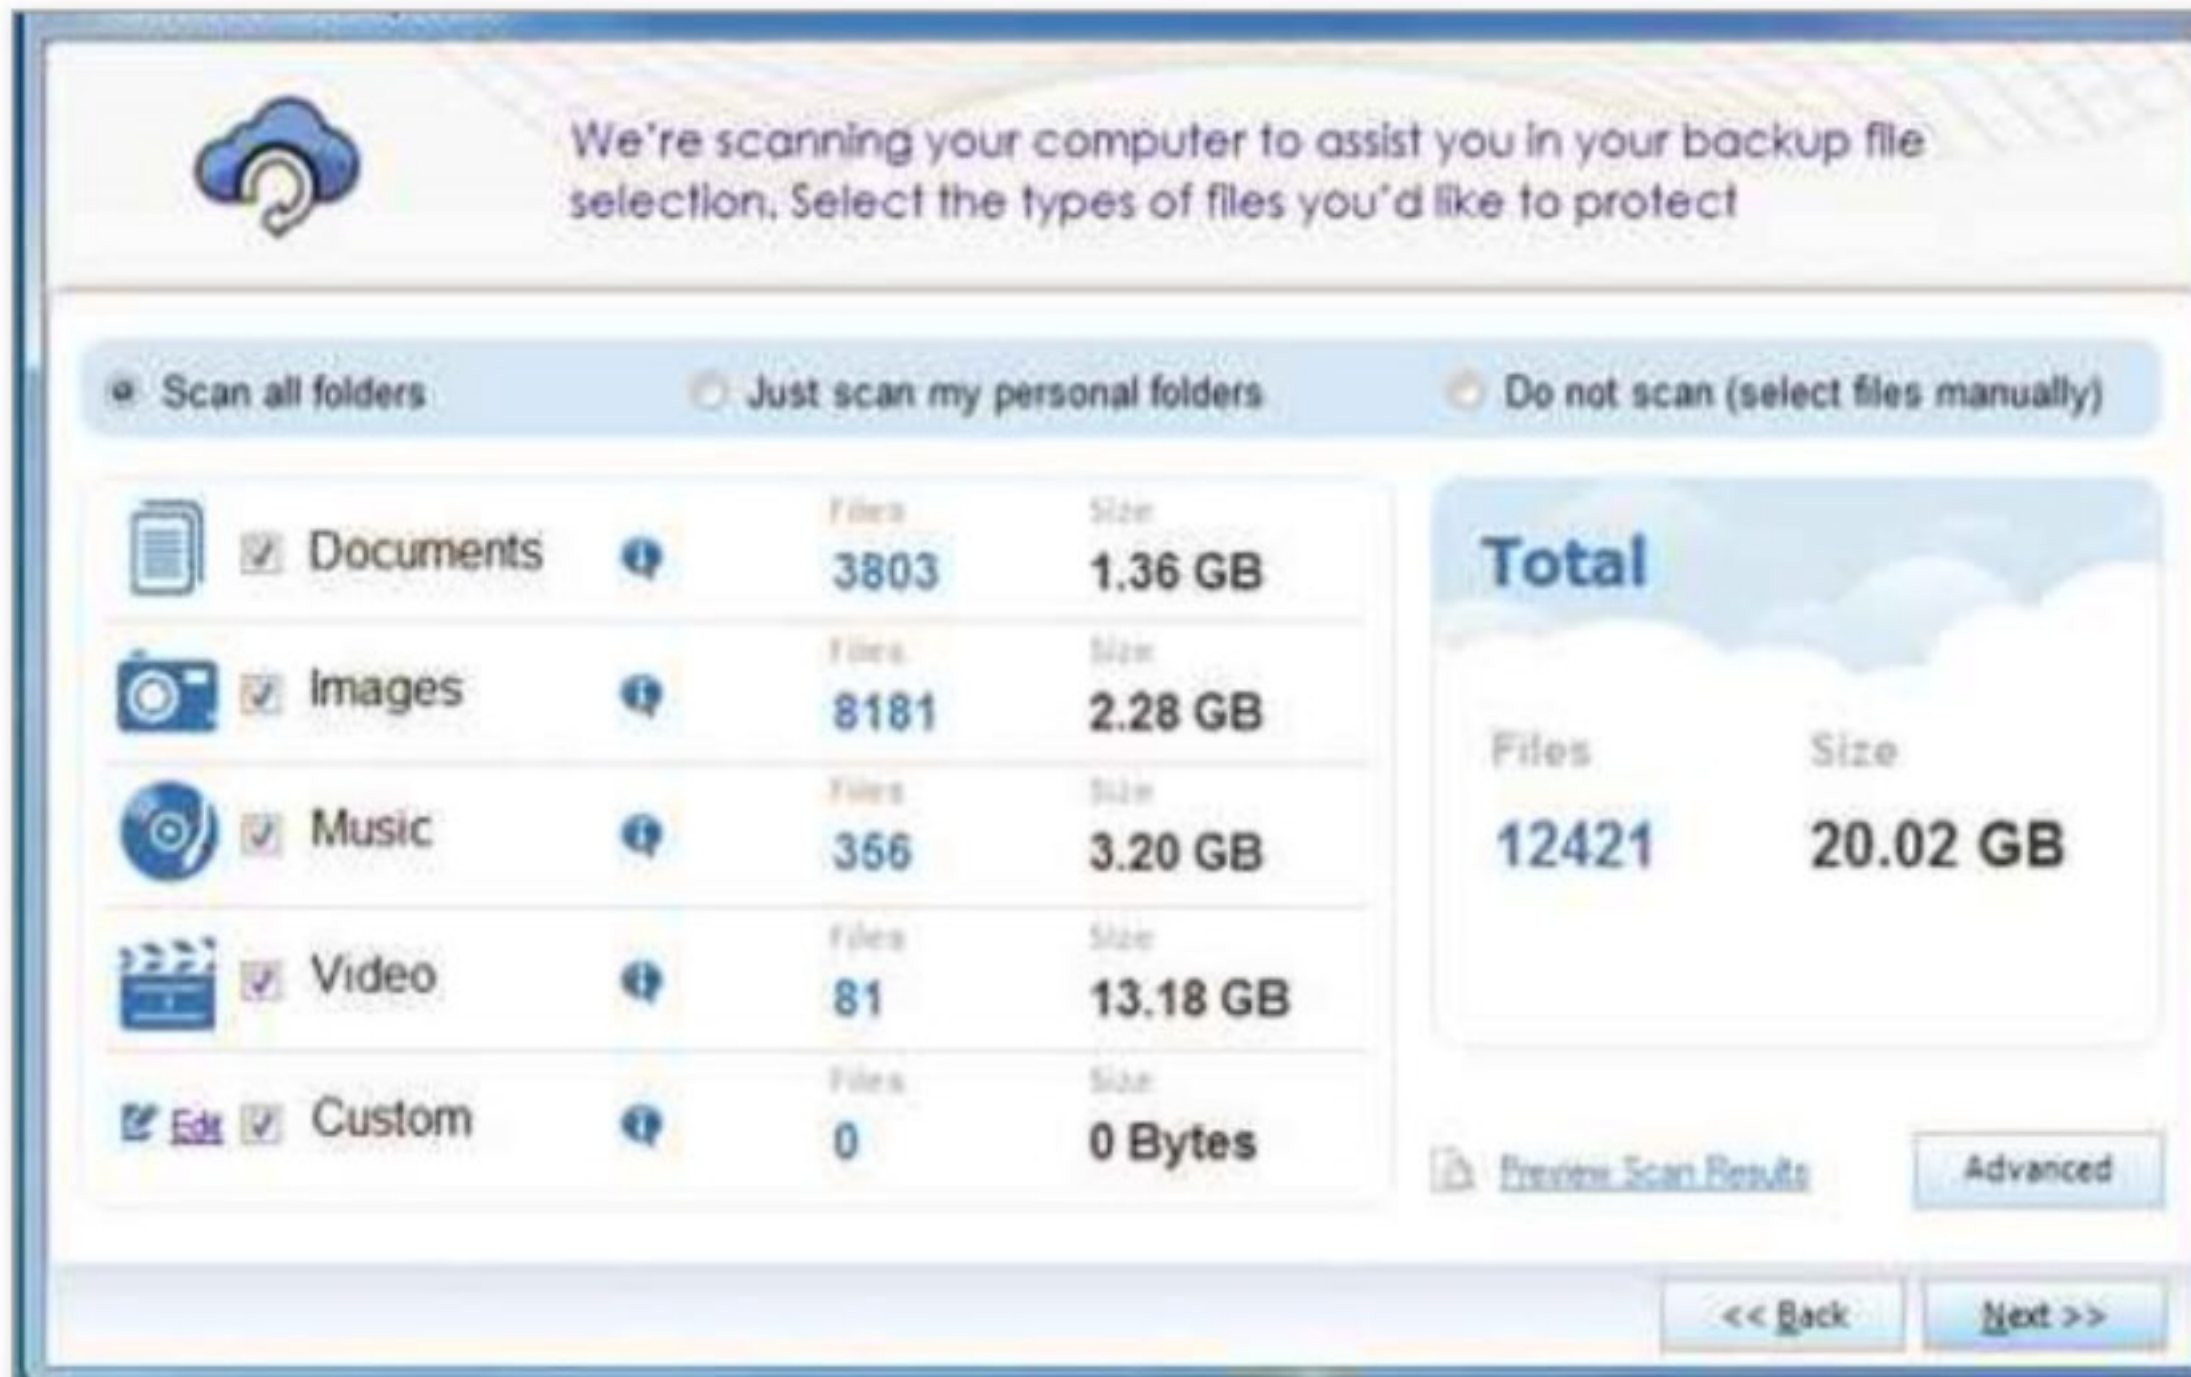 We're scanning your computer to assist you in your backup file
selection. Select the types of files you'd like to protect
Scan all folders
Just scan my personal folders
Do not scan (select files manually)
Documents
Files
Size
3803
1.36 GB
Images
Files
Size
8181
2.28 GB
Music
Files
Size
356
3.20 GB
Video
Files
Size
81
13.18 GB
Edit
Custom
Files
Size
0
0 Bytes
Total
Files
Size
12421
20.02 GB
Preview Scan Results
Advanced
<< Back
Next >>